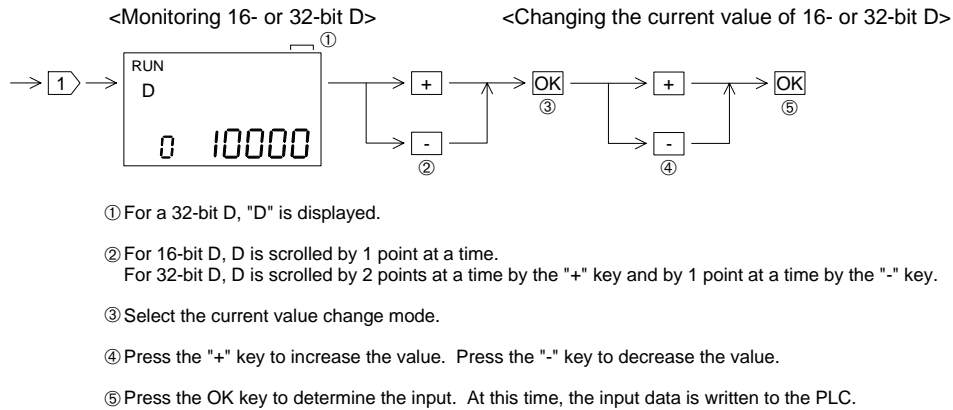 <Monitoring 16- or 32-bit D> <Changing the current value of 16- or 32-bit D>
①
1 RUN + OK + OK
D
③ ⑤
0 10000 - -
② ④
① For a 32-bit D, "D" is displayed.
② For 16-bit D, D is scrolled by 1 point at a time.
For 32-bit D, D is scrolled by 2 points at a time by the "+" key and by 1 point at a time by the "-" key.
③ Select the current value change mode.
④ Press the "+" key to increase the value. Press the "-" key to decrease the value.
⑤ Press the OK key to determine the input. At this time, the input data is written to the PLC.